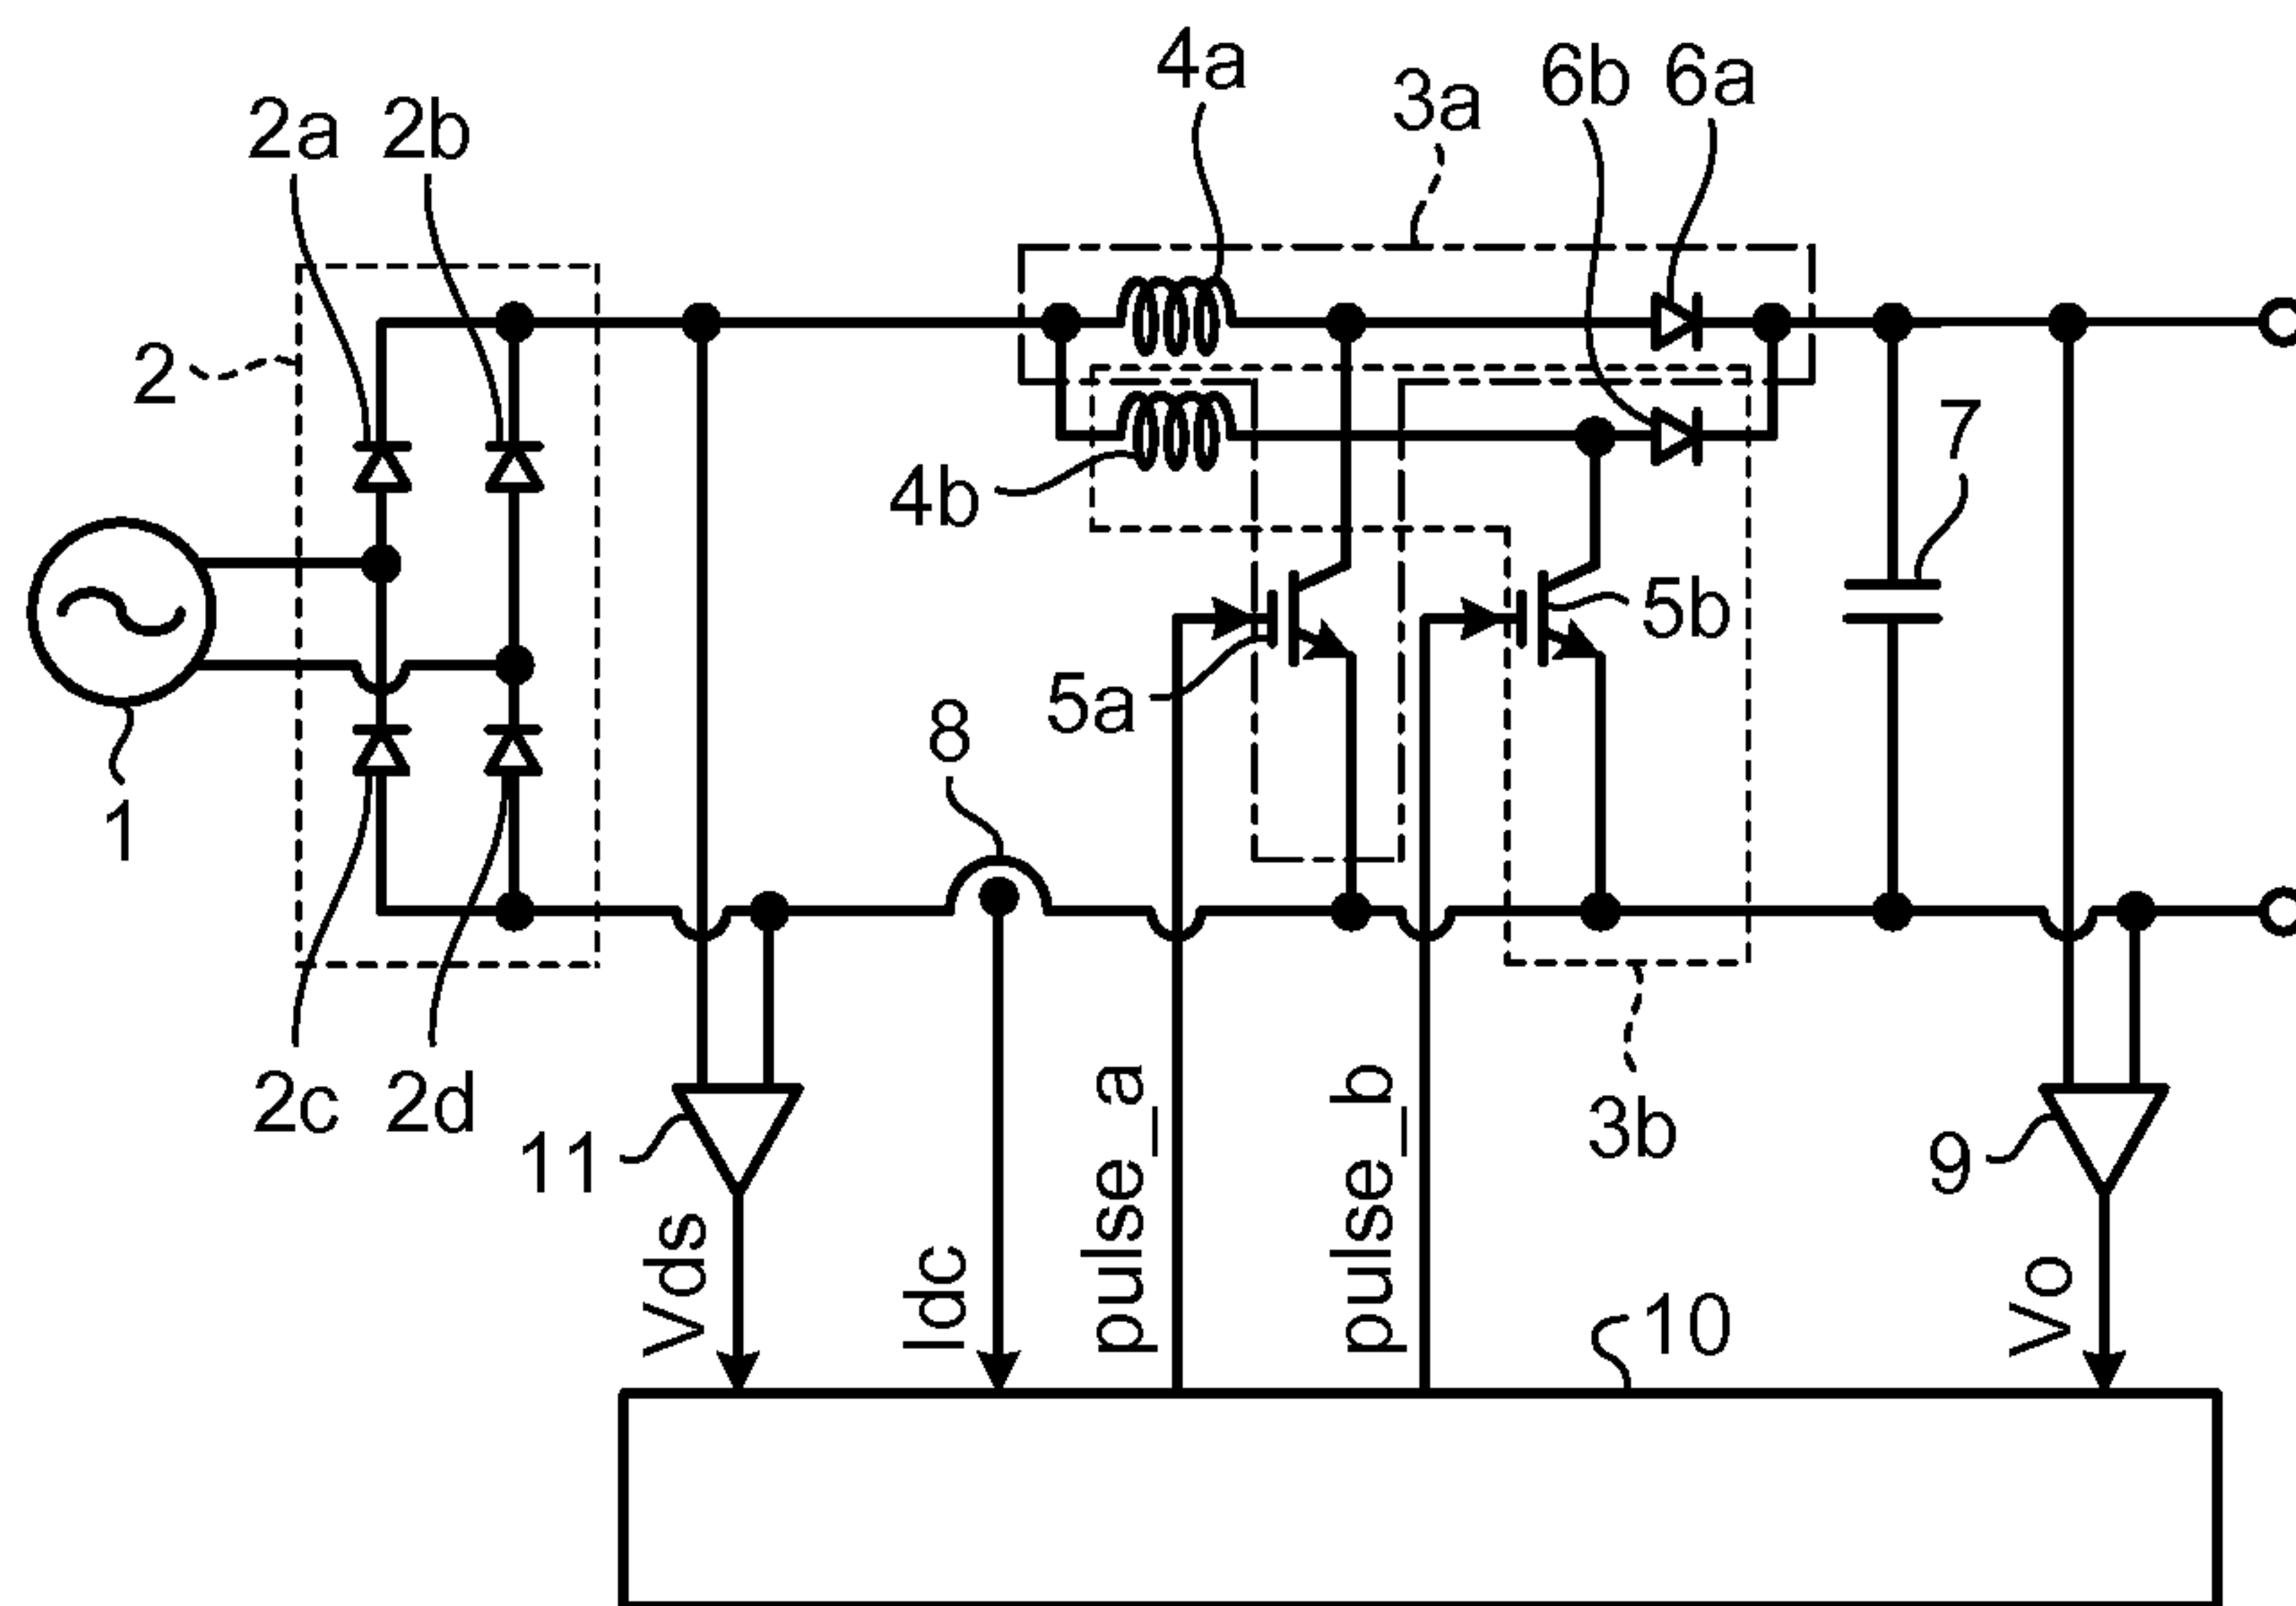 4a
3a
6b
6a
2a
2b
2
7
4b
5b
5a
8
1
2c
2d
11
3b
9
Vds
Idc
pulse_a
pulse_b
10
Vo